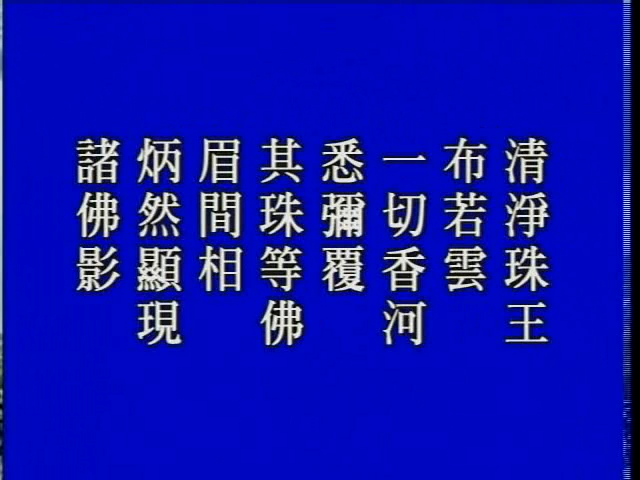 清淨珠王
布若雲
一切香河
悉彌覆
其珠等佛
眉間相
炳然顯現
諸佛影